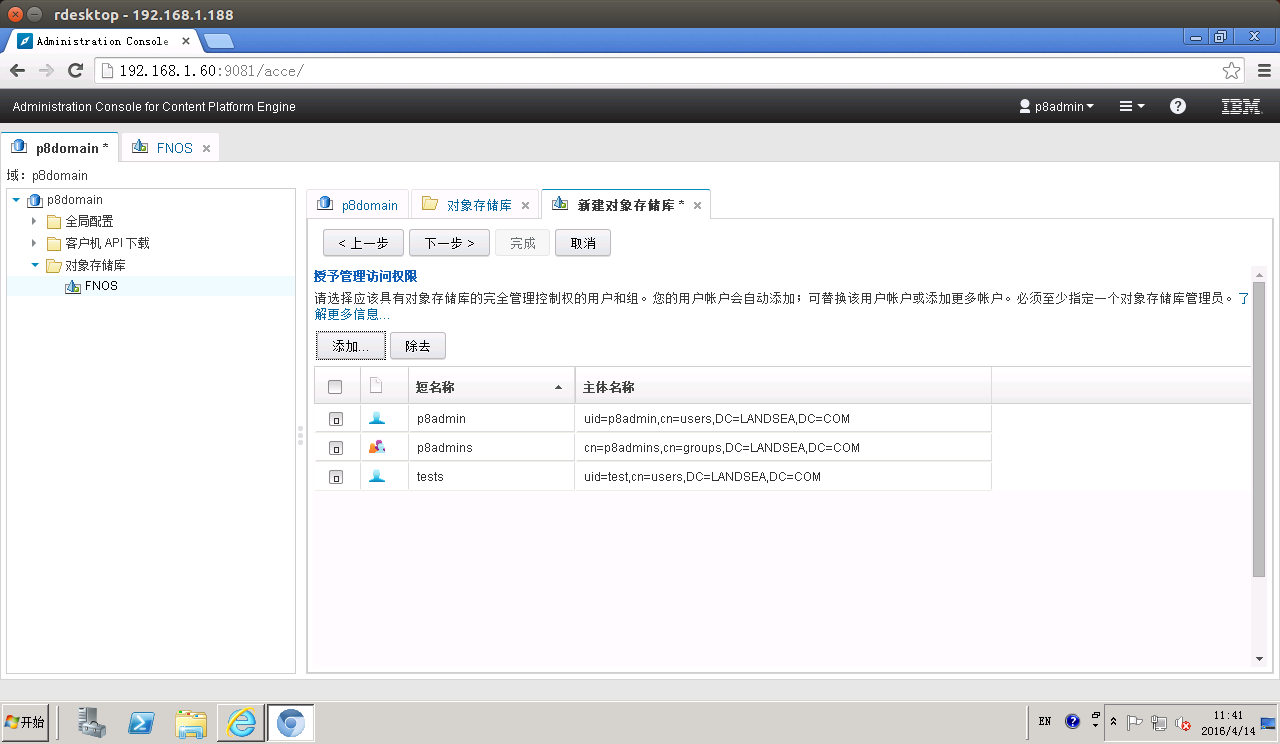 rdesktop - 192.168.1.188
Administration Console
192.168.1.60:9081/acce/
Administration Console for Content Platform Engine
p8admin
IBM
p8domain *
FNOS
域：p8domain
p8domain
全局配置
客户机 API 下载
对象存储库
FNOS
p8domain
对象存储库
新建对象存储库 *
< 上一步
下一步 >
完成
取消
授予管理访问权限
请选择应该具有对象存储库的完全管理控制权的用户和组。您的用户帐户会自动添加；可替换该用户帐户或添加更多帐户。必须至少指定一个对象存储库管理员。了
解更多信息...
添加...
除去
短名称
主体名称
p8admin
uid=p8admin,cn=users,DC=LANDSEA,DC=COM
p8admins
cn=p8admins,cn=groups,DC=LANDSEA,DC=COM
tests
uid=test,cn=users,DC=LANDSEA,DC=COM
开始
EN
11:41
2016/4/14